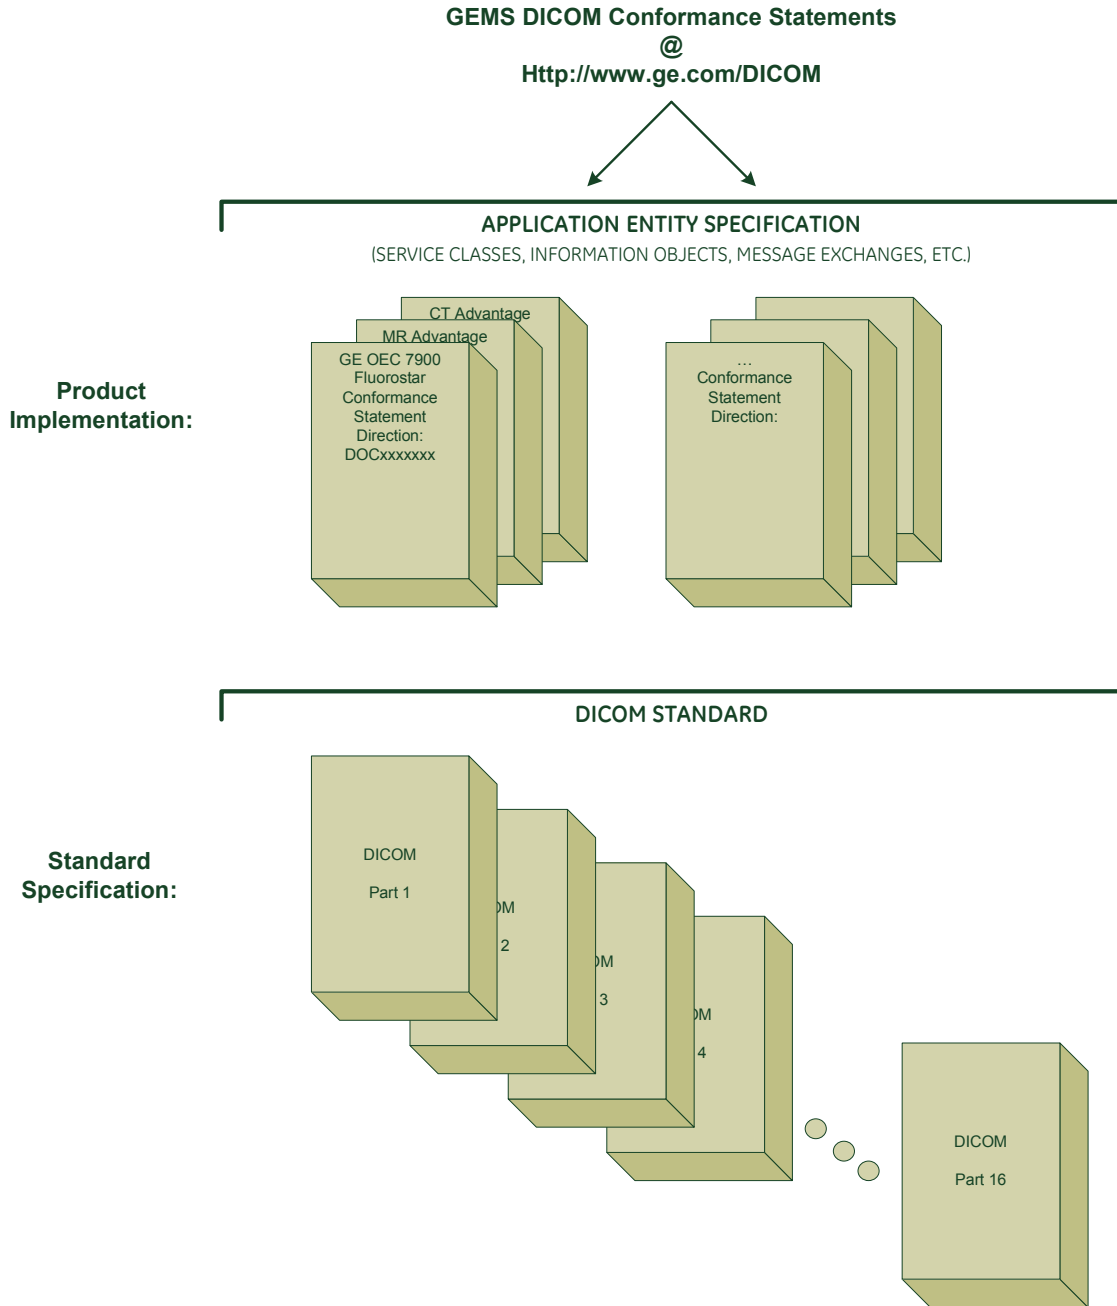 GEMS DICOM Conformance Statements
@
Http://www.ge.com/DICOM
APPLICATION ENTITY SPECIFICATION
(SERVICE CLASSES, INFORMATION OBJECTS, MESSAGE EXCHANGES, ETC.)
Product
Implementation:
CT Advantage
MR Advantage
GE OEC 7900
Fluorostar
Conformance
Statement
Direction:
DOCxxxxxxx
…
Conformance
Statement
Direction:
DICOM STANDARD
Standard
Specification:
DICOM
Part 1
OM
2
OM
3
OM
4
DICOM
Part 16